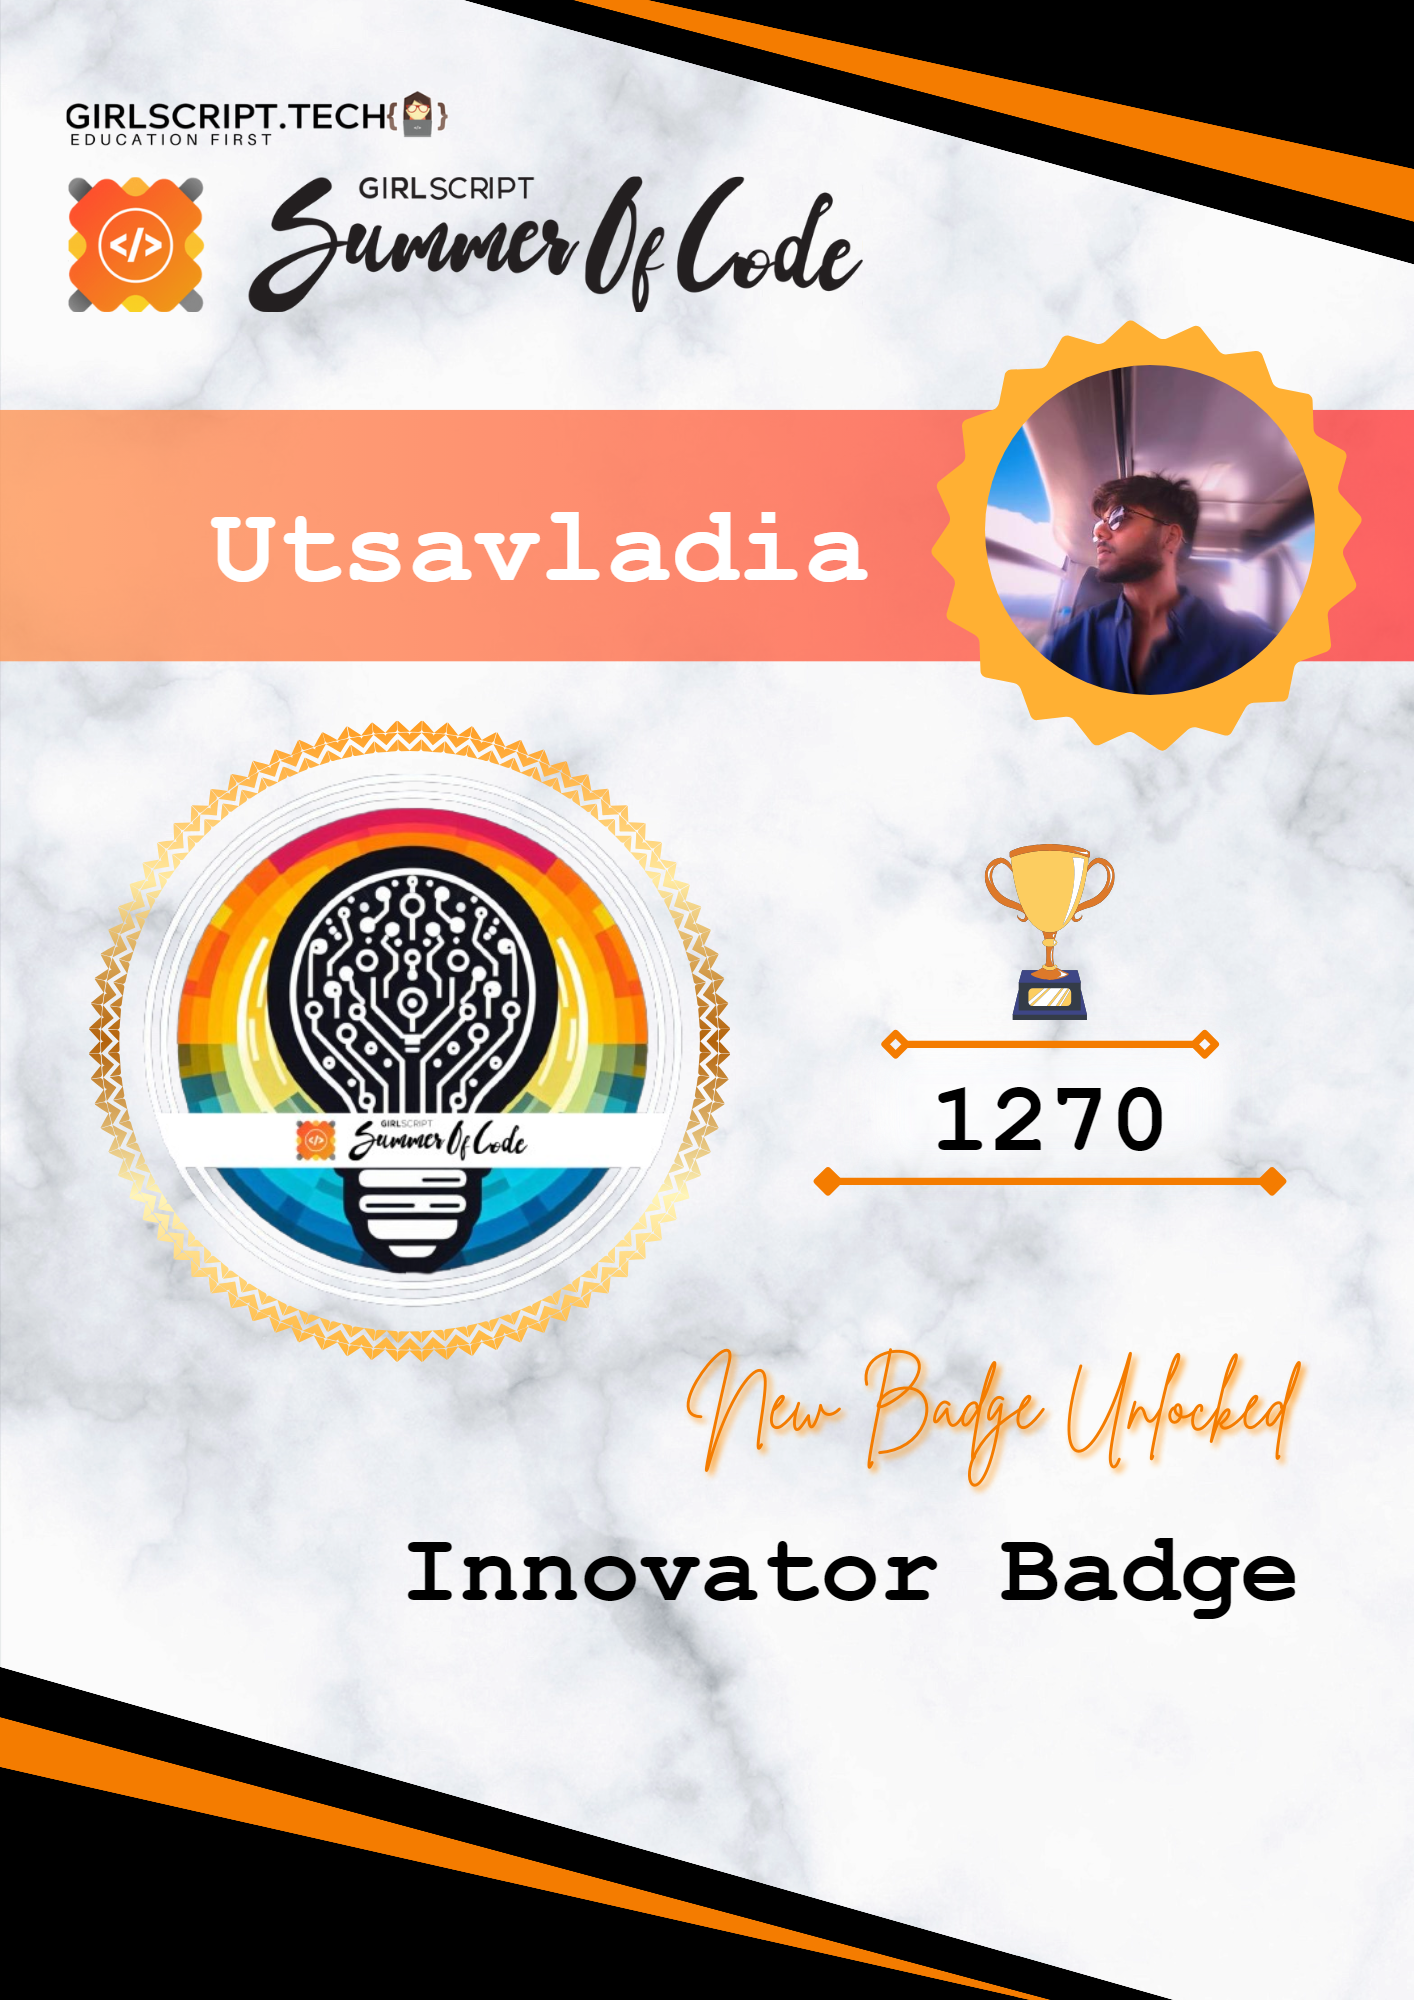 GIRLSCRIPT.TECH{ }
EDUCATION FIRST
</>
GIRLSCRIPT
Summer Of Code
Utsavladia
1270
</>
GIRLSCRIPT
Summer Of Code
New Badge Unlocked
Innovator Badge